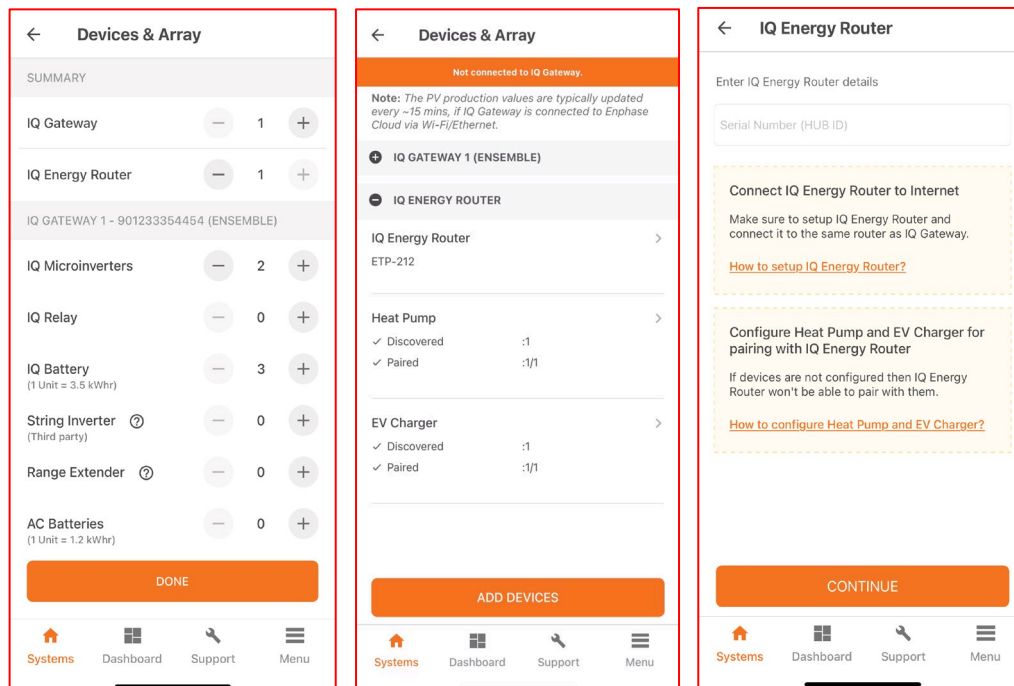 Devices & Array
SUMMARY
IQ Gateway
1
IQ Energy Router
1
IQ GATEWAY 1 - 901233354454 (ENSEMBLE)
IQ Microinverters
2
IQ Relay
0
IQ Battery
(1 Unit = 3.5 kWhr)
3
String Inverter
(Third party)
0
Range Extender
0
AC Batteries
(1 Unit = 1.2 kWhr)
0
DONE
Systems
Dashboard
Support
Menu
Devices & Array
Not connected to IQ Gateway.
Note: The PV production values are typically updated
every ~15 mins, if IQ Gateway is connected to Enphase
Cloud via Wi-Fi/Ethernet.
IQ GATEWAY 1 (ENSEMBLE)
IQ ENERGY ROUTER
IQ Energy Router
ETP-212
Heat Pump
Discovered :1
Paired :1/1
EV Charger
Discovered :1
Paired :1/1
ADD DEVICES
Systems
Dashboard
Support
Menu
IQ Energy Router
Enter IQ Energy Router details
Serial Number (HUB ID)
Connect IQ Energy Router to Internet
Make sure to setup IQ Energy Router and
connect it to the same router as IQ Gateway.
How to setup IQ Energy Router?
Configure Heat Pump and EV Charger for
pairing with IQ Energy Router
If devices are not configured then IQ Energy
Router won't be able to pair with them.
How to configure Heat Pump and EV Charger?
CONTINUE
Systems
Dashboard
Support
Menu